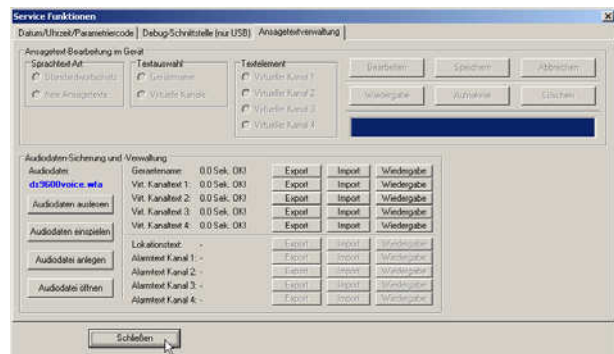 Service Funktionen
Datum/Uhrzeit/Parametriercode
Debug-Schnittstelle (nur USB)
Ansagetextverwaltung
Ansagetext-Bearbeitung im Gerät
Sprachtext Art
Standardwortschatz
Freie Ansagetexte
Textauswahl
Gerätename
Virtuelle Kanäle
Textelement
Virtueller Kanal 1
Virtueller Kanal 2
Virtueller Kanal 3
Virtueller Kanal 4
Bearbeiten
Speichern
Abbrechen
Wiedergabe
Aufnahme
Löschen
Audiodaten-Sicherung und -Verwaltung
Audiodatei:
ds9600voice.wfa
Audiodaten auslesen
Audiodaten einspielen
Audiodatei anlegen
Audiodatei öffnen
Geraetename: 0.0 Sek. OK! Export Import Wiedergabe
Virt. Kanaltext 1: 0.0 Sek. OK! Export Import Wiedergabe
Virt. Kanaltext 2: 0.0 Sek. OK! Export Import Wiedergabe
Virt. Kanaltext 3: 0.0 Sek. OK! Export Import Wiedergabe
Virt. Kanaltext 4: 0.0 Sek. OK! Export Import Wiedergabe
Lokationstext: - Export Import Wiedergabe
Alarmtext Kanal 1: - Export Import Wiedergabe
Alarmtext Kanal 2: - Export Import Wiedergabe
Alarmtext Kanal 3: - Export Import Wiedergabe
Alarmtext Kanal 4: - Export Import Wiedergabe
Schließen